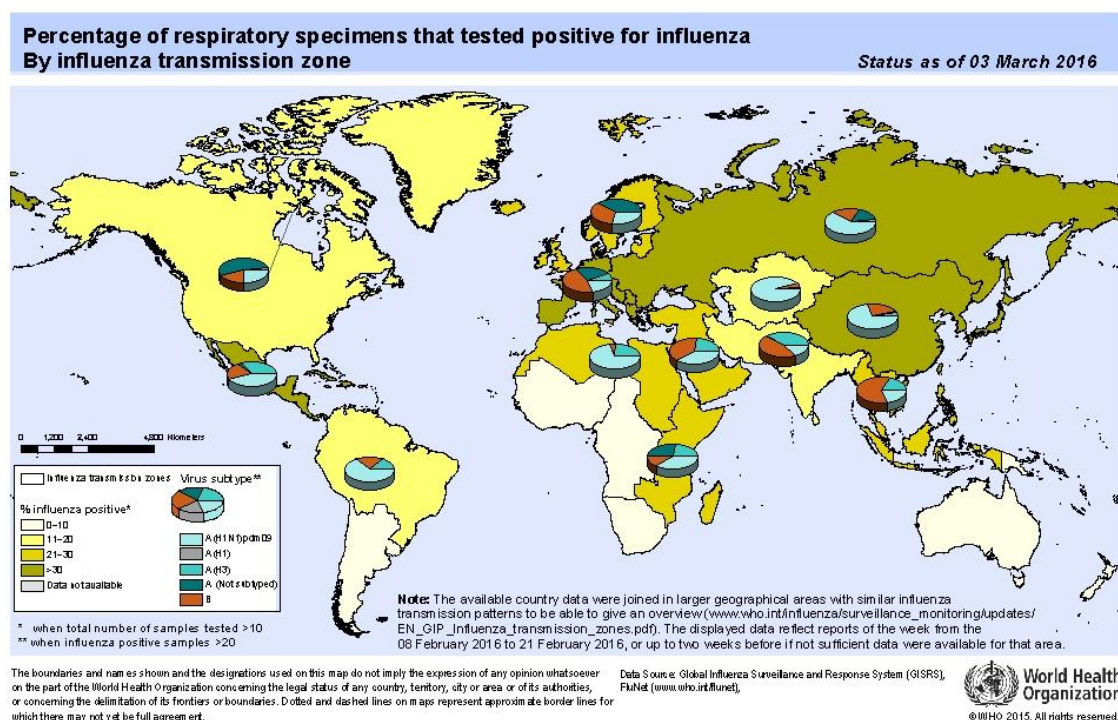 Percentage of respiratory specimens that tested positive for influenza
By influenza transmission zone
Status as of 03 March 2016
0 1,200 2,400 4,800 Kilometers
Influenza transmission zones
Virus subtype**
% influenza positive*
0-10
11-20
21-30
>30
Data not available
A(H1N1)pdm09
A(H1)
A(H3)
A (Not subtyped)
B
* when total number of samples tested >10
** when influenza positive samples >20
Note: The available country data were joined in larger geographical areas with similar influenza
transmission patterns to be able to give an overview (www.who.int/influenza/surveillance_monitoring/updates/
EN_GIP_Influenza_transmission_zones.pdf). The displayed data reflect reports of the week from the
08 February 2016 to 21 February 2016, or up to two weeks before if not sufficient data were available for that area.
The boundaries and names shown and the designations used on this map do not imply the expression of any opinion whatsoever
on the part of the World Health Organization concerning the legal status of any country, territory, city or area or of its authorities,
or concerning the delimitation of its frontiers or boundaries. Dotted and dashed lines on maps represent approximate border lines for
which there may not yet be full agreement.
Data Source: Global Influenza Surveillance and Response System (GISRS),
FluNet (www.who.int/flunet),
World Health
Organization
© WHO 2015. All rights reserved.